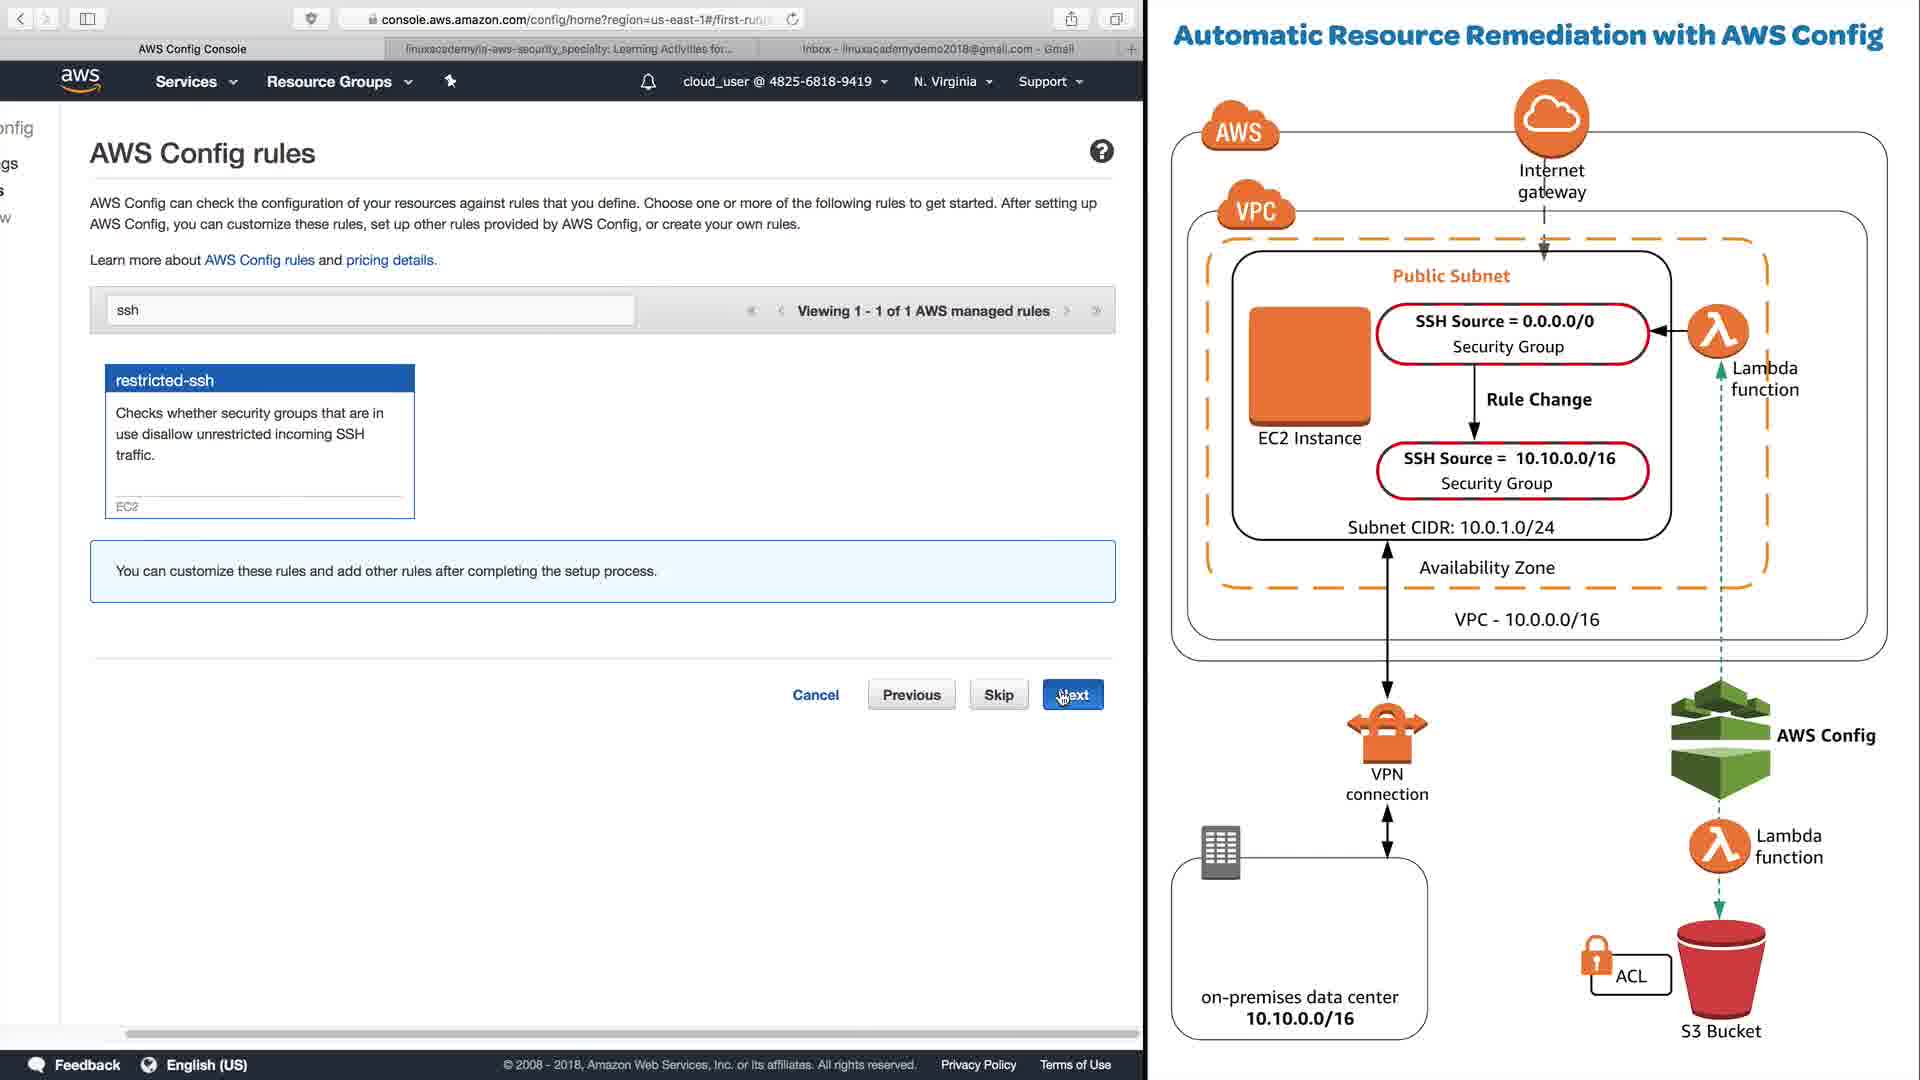 console.aws.amazon.com/config/home?region=us-east-1#/first-run/
AWS Config Console
linuxacademy/la-aws-security_specialty: Learning Activities for...
Inbox - linuxacademydemo2018@gmail.com - Gmail
aws
Services
Resource Groups
cloud_user @ 4825-6818-9419
N. Virginia
Support
onfig
gs
s
w
AWS Config rules
?
AWS Config can check the configuration of your resources against rules that you define. Choose one or more of the following rules to get started. After setting up
AWS Config, you can customize these rules, set up other rules provided by AWS Config, or create your own rules.
Learn more about AWS Config rules and pricing details.
ssh
Viewing 1 - 1 of 1 AWS managed rules
restricted-ssh
Checks whether security groups that are in
use disallow unrestricted incoming SSH
traffic.
EC2
You can customize these rules and add other rules after completing the setup process.
Cancel
Previous
Skip
Next
Feedback
English (US)
© 2008 - 2018, Amazon Web Services, Inc. or its affiliates. All rights reserved.
Privacy Policy
Terms of Use
Automatic Resource Remediation with AWS Config
AWS
Internet
gateway
VPC
Public Subnet
SSH Source = 0.0.0.0/0
Security Group
λ
Lambda
function
Rule Change
EC2 Instance
SSH Source = 10.10.0.0/16
Security Group
Subnet CIDR: 10.0.1.0/24
Availability Zone
VPC - 10.0.0.0/16
AWS Config
VPN
connection
λ
Lambda
function
on-premises data center
10.10.0.0/16
ACL
S3 Bucket